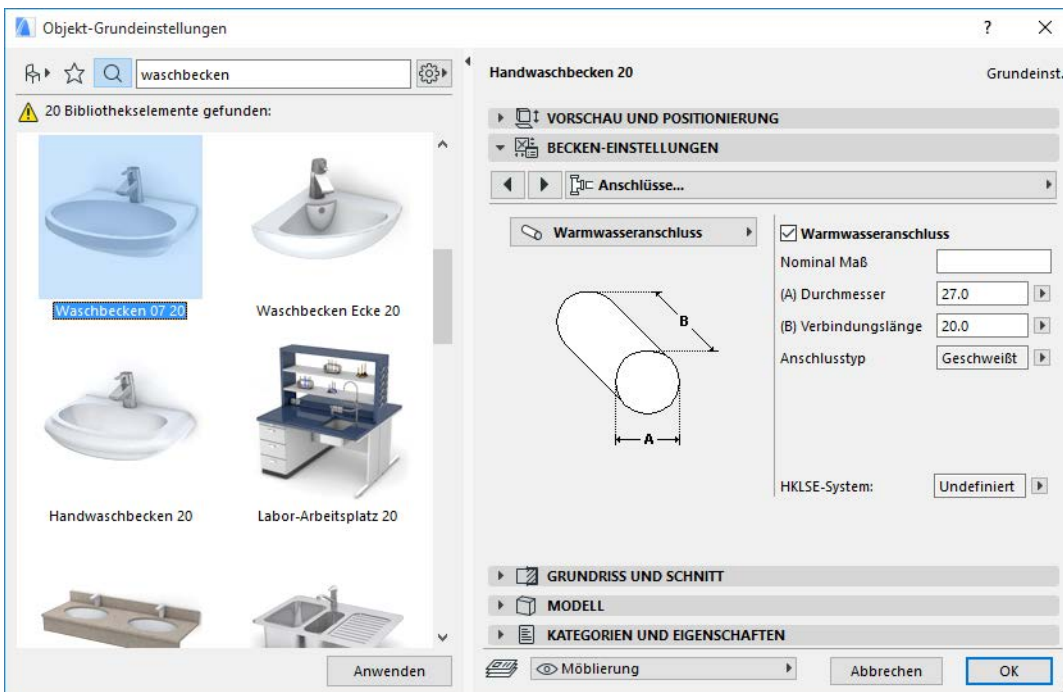 Objekt-Grundeinstellungen
? X
waschbecken
20 Bibliothekselemente gefunden:
Waschbecken 07 20
Waschbecken Ecke 20
Handwaschbecken 20
Labor-Arbeitsplatz 20
Anwenden
Handwaschbecken 20 Grundeinst.
VORSCHAU UND POSITIONIERUNG
BECKEN-EINSTELLUNGEN
Anschlüsse...
Warmwasseranschluss
B
A
Warmwasseranschluss
Nominal Maß
(A) Durchmesser 27.0
(B) Verbindungslänge 20.0
Anschlusstyp Geschweißt
HKLSE-System: Undefiniert
GRUNDRISS UND SCHNITT
MODELL
KATEGORIEN UND EIGENSCHAFTEN
Möblierung
Abbrechen OK